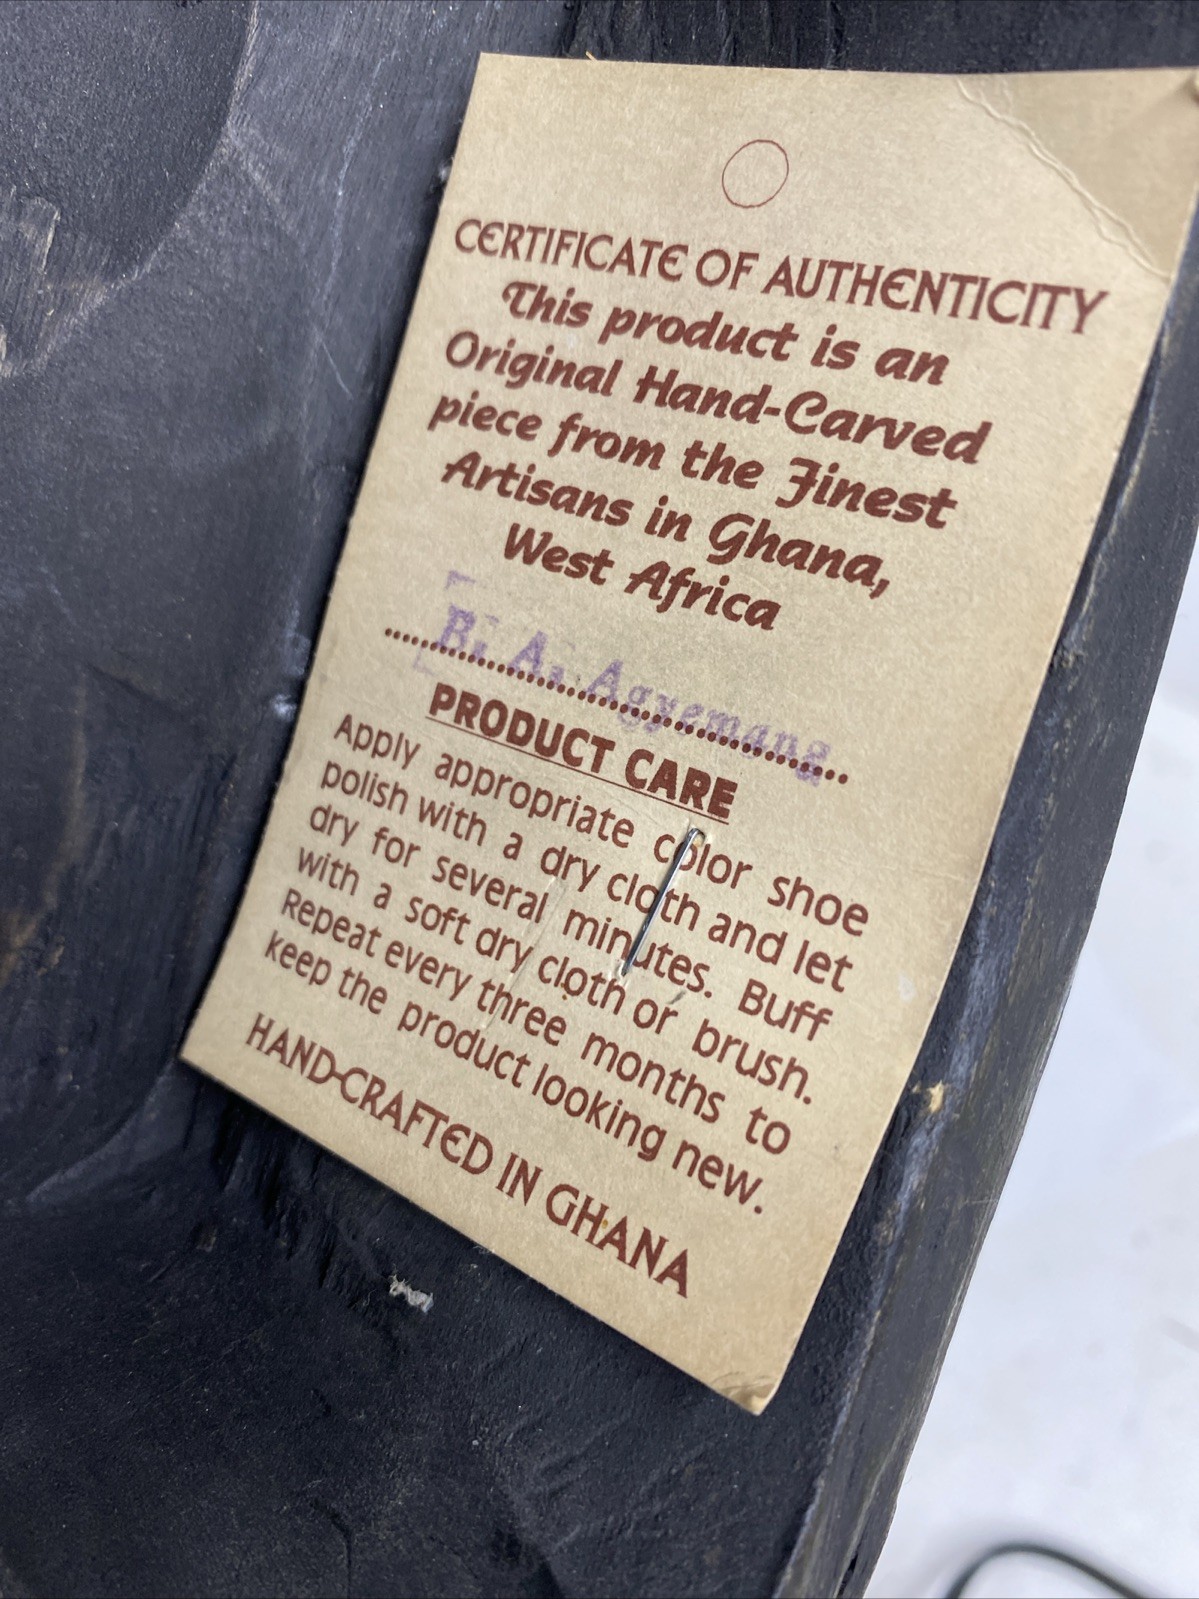 CERTIFICATE OF AUTHENTICITY
This product is an
Original Hand-Carved
piece from the Finest
Artisans in Ghana,
West Africa
B. A. Agyemang
PRODUCT CARE
Apply appropriate color shoe
polish with a dry cloth and let
dry for several minutes. Buff
with a soft dry cloth or brush.
Repeat every three months to
keep the product looking new.
HAND-CRAFTED IN GHANA